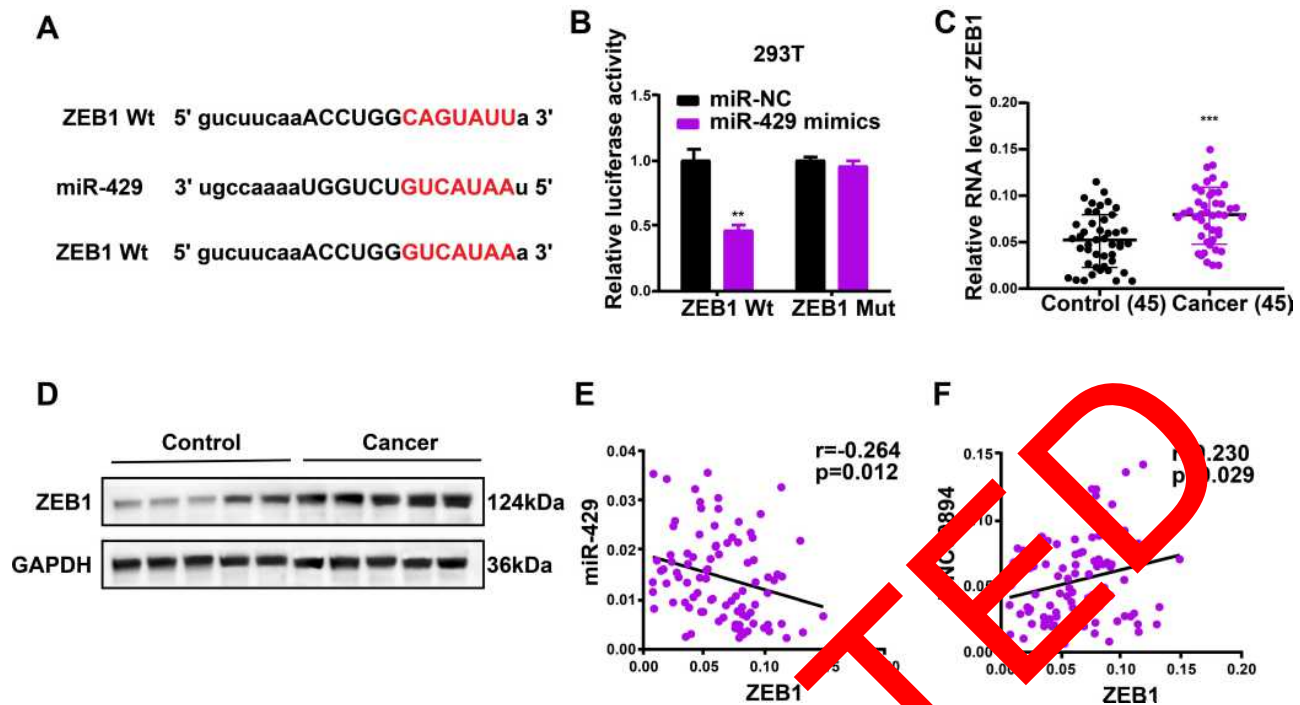 A
ZEB1 Wt 5' gucuucaaACCUGGCAGUAUUa 3'
miR-429 3' ugccaaaaUGGUCUGUCAUAAu 5'
ZEB1 Wt 5' gucuucaaACCUGGGUCAUAAa 3'
B
293T
Relative luciferase activity
miR-NC
miR-429 mimics
1.5
1.0
0.5
0.0
**
ZEB1 Wt ZEB1 Mut
C
Relative RNA level of ZEB1
0.20
0.15
0.10
0.05
0.00
***
Control (45) Cancer (45)
D
Control Cancer
ZEB1 124kDa
GAPDH 36kDa
E
r=-0.264
p=0.012
miR-429
0.04
0.03
0.02
0.01
0.00
0.00 0.05 0.10
ZEB1
F
0.230
0.029
0.15
0.00 0.05 0.10 0.15 0.20
ZEB1
TED